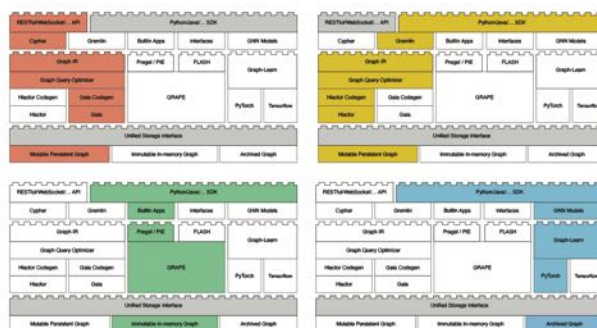 RESTful/WebSocket/... API Python/Java/... SDK
Cypher Gremlin Builtin Apps Interfaces GNN Models
Graph IR Pregel / PIE FLASH Graph-Learn
Graph Query Optimizer
GRAPE
Hiactor Codegen Gaia Codegen PyTorch Tensorflow
Hiactor Gaia
Unified Storage Interface
Mutable Persistent Graph Immutable In-memory Graph Archived Graph
RESTful/WebSocket/... API Python/Java/... SDK
Cypher Gremlin Builtin Apps Interfaces GNN Models
Graph IR Pregel / PIE FLASH Graph-Learn
Graph Query Optimizer
GRAPE
Hiactor Codegen Gaia Codegen PyTorch Tensorflow
Hiactor Gaia
Unified Storage Interface
Mutable Persistent Graph Immutable In-memory Graph Archived Graph
RESTful/WebSocket/... API Python/Java/... SDK
Cypher Gremlin Builtin Apps Interfaces GNN Models
Graph IR Pregel / PIE FLASH Graph-Learn
Graph Query Optimizer
GRAPE
Hiactor Codegen Gaia Codegen PyTorch Tensorflow
Hiactor Gaia
Unified Storage Interface
Mutable Persistent Graph Immutable In-memory Graph Archived Graph
RESTful/WebSocket/... API Python/Java/... SDK
Cypher Gremlin Builtin Apps Interfaces GNN Models
Graph IR Pregel / PIE FLASH Graph-Learn
Graph Query Optimizer
GRAPE
Hiactor Codegen Gaia Codegen PyTorch Tensorflow
Hiactor Gaia
Unified Storage Interface
Mutable Persistent Graph Immutable In-memory Graph Archived Graph